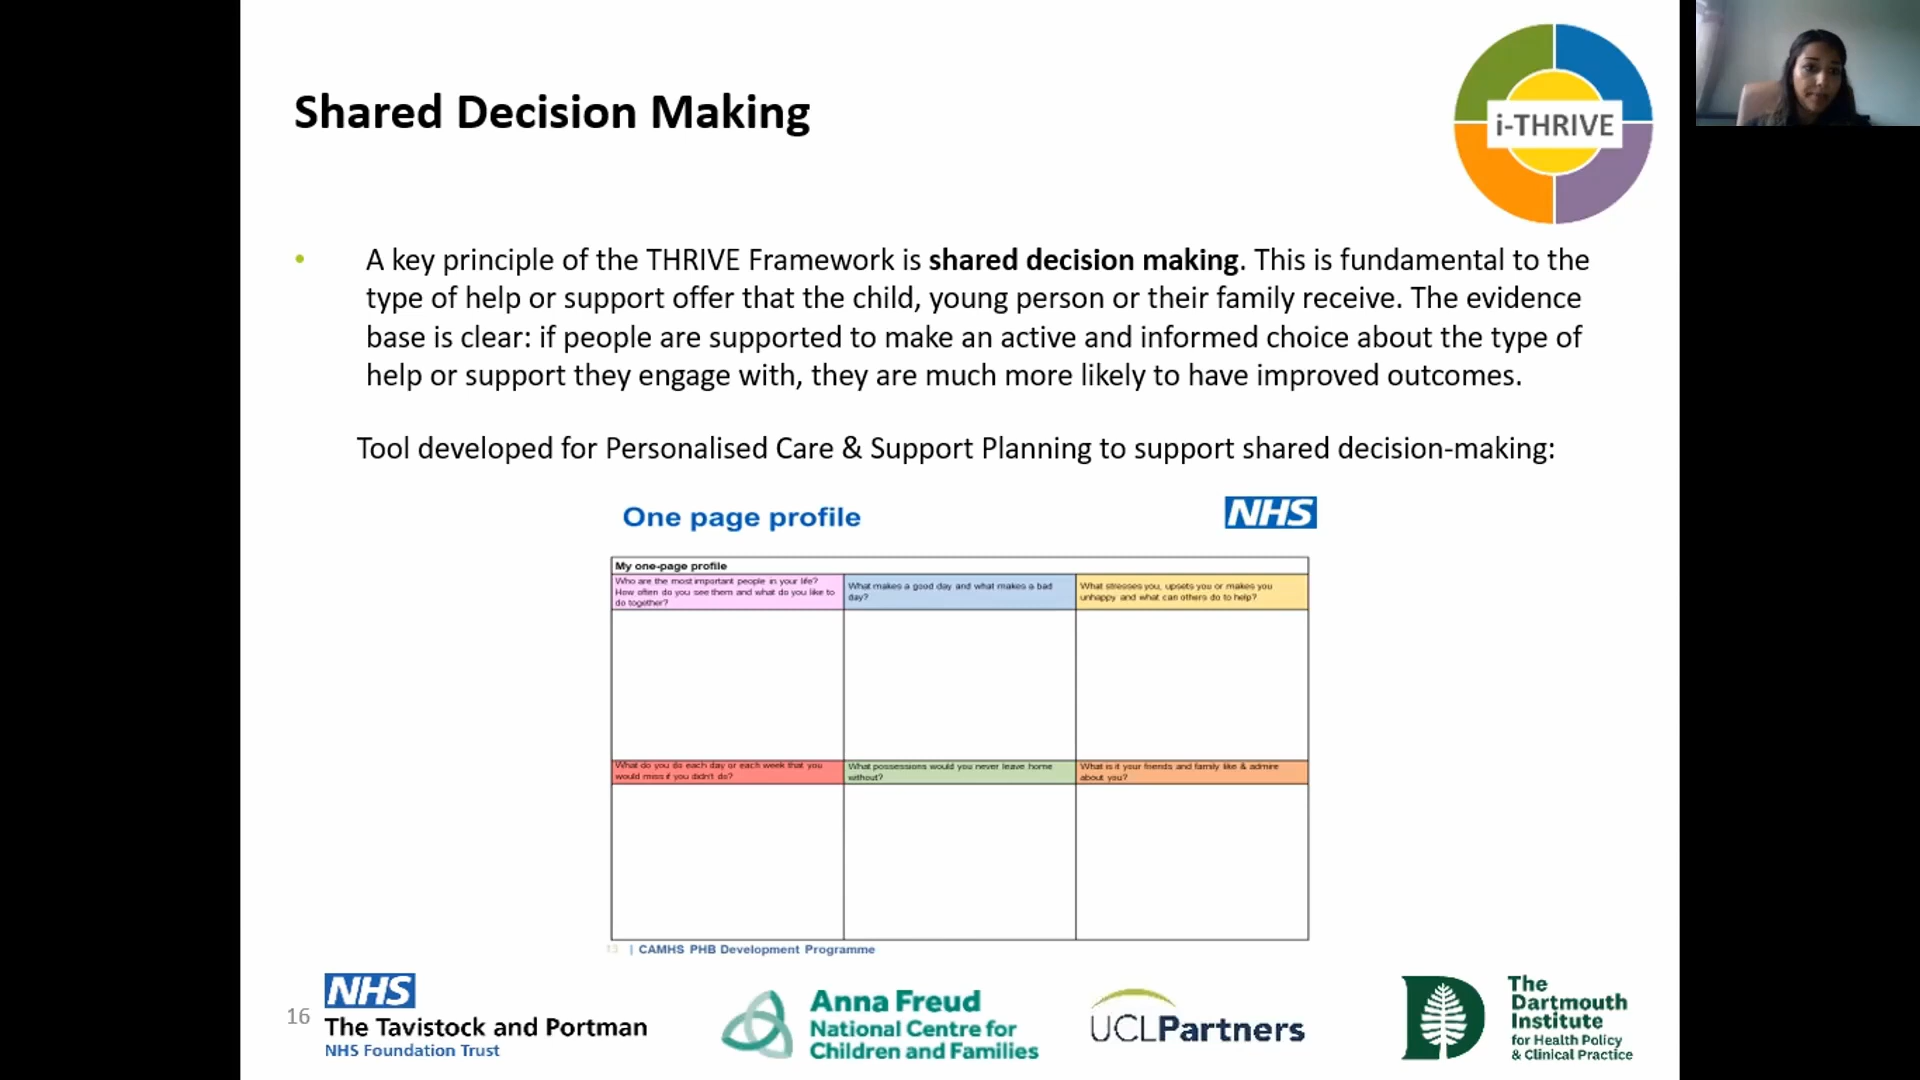 Shared Decision Making
i-THRIVE
• A key principle of the THRIVE Framework is shared decision making. This is fundamental to the
type of help or support offer that the child, young person or their family receive. The evidence
base is clear: if people are supported to make an active and informed choice about the type of
help or support they engage with, they are much more likely to have improved outcomes.
Tool developed for Personalised Care & Support Planning to support shared decision-making:
One page profile
NHS
My one-page profile
Who are the most important people in your life?
How often do you see them and what do you like to
do together?
What makes a good day and what makes a bad
day?
What stresses you, upsets you or makes you
unhappy and what can others do to help?
What do you do each day or each week that you
would miss if you didn't do?
What possessions would you never leave home
without?
What is it your friends and family like & admire
about you?
13 | CAMHS PHB Development Programme
16
NHS
The Tavistock and Portman
NHS Foundation Trust
Anna Freud
National Centre for
Children and Families
UCLPartners
D
The
Dartmouth
Institute
for Health Policy
& Clinical Practice